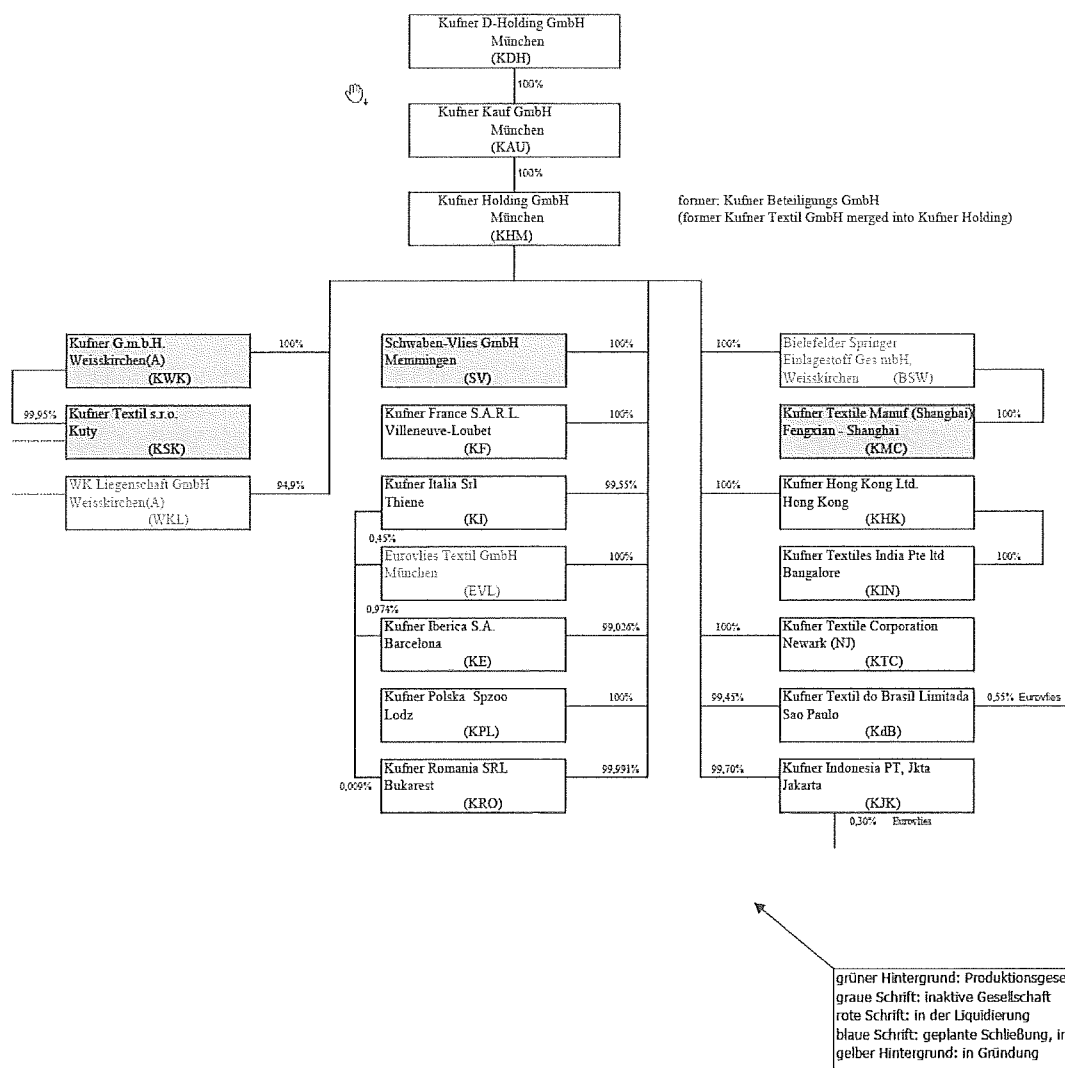 Kufner D-Holding GmbH
München
(KDH)
100%
Kufner Kauf GmbH
München
(KAU)
100%
Kufner Holding GmbH
München
(KHM)
former: Kufner Beteiligungs GmbH
(former Kufner Textil GmbH merged into Kufner Holding)
Kufner G.m.b.H.
Weisskirchen(A)
(KWK)
100%
99,95%
Kufner Textil s.r.o.
Kuty
(KSK)
WK Liegenschaft GmbH
Weisskirchen(A)
(WKL)
94,9%
Schwaben-Vlies GmbH
Memmingen
(SV)
100%
Kufner France S.A.R.L.
Villeneuve-Loubet
(KF)
100%
Kufner Italia Srl
Thiene
(KI)
99,55%
0,45%
Eurovlies Textil GmbH
München
(EVL)
100%
0,974%
Kufner Iberica S.A.
Barcelona
(KE)
99,026%
Kufner Polska Spzoo
Lodz
(KPL)
100%
Kufner Romania SRL
Bukarest
(KRO)
99,991%
0,009%
100%
Bielefelder Springer
Einlagestoff Ges mbH,
Weisskirchen (BSW)
Kufner Textile Manuf (Shanghai)
Fengxian - Shanghai
(KMC)
100%
100%
Kufner Hong Kong Ltd.
Hong Kong
(KHK)
Kufner Textiles India Pte ltd
Bangalore
(KIN)
100%
100%
Kufner Textile Corporation
Newark (NJ)
(KTC)
99,45%
Kufner Textil do Brasil Limitada
Sao Paulo
(KdB)
0,55% Eurovlies
99,70%
Kufner Indonesia PT, Jkta
Jakarta
(KJK)
0,30% Eurovlies
grüner Hintergrund: Produktionsgese
graue Schrift: inaktive Gesellschaft
rote Schrift: in der Liquidierung
blaue Schrift: geplante Schließung, in
gelber Hintergrund: in Gründung